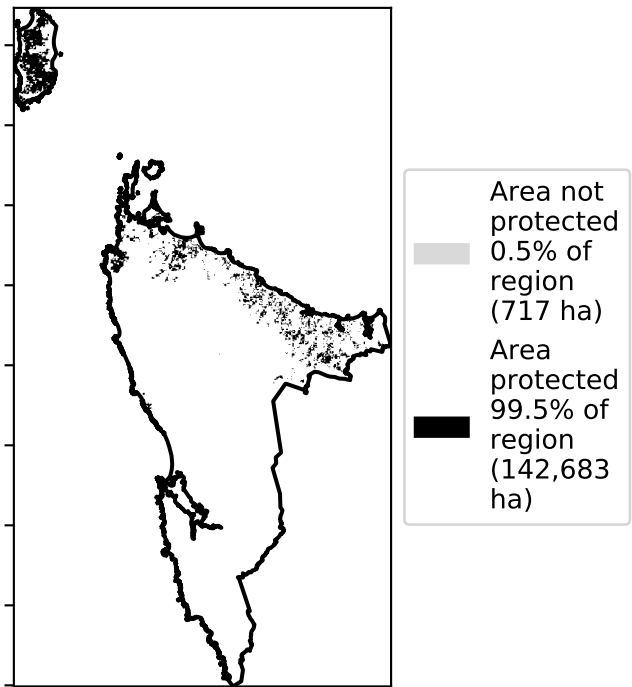 Area not
protected
0.5% of
region
(717 ha)
Area
protected
99.5% of
region
(142,683
ha)